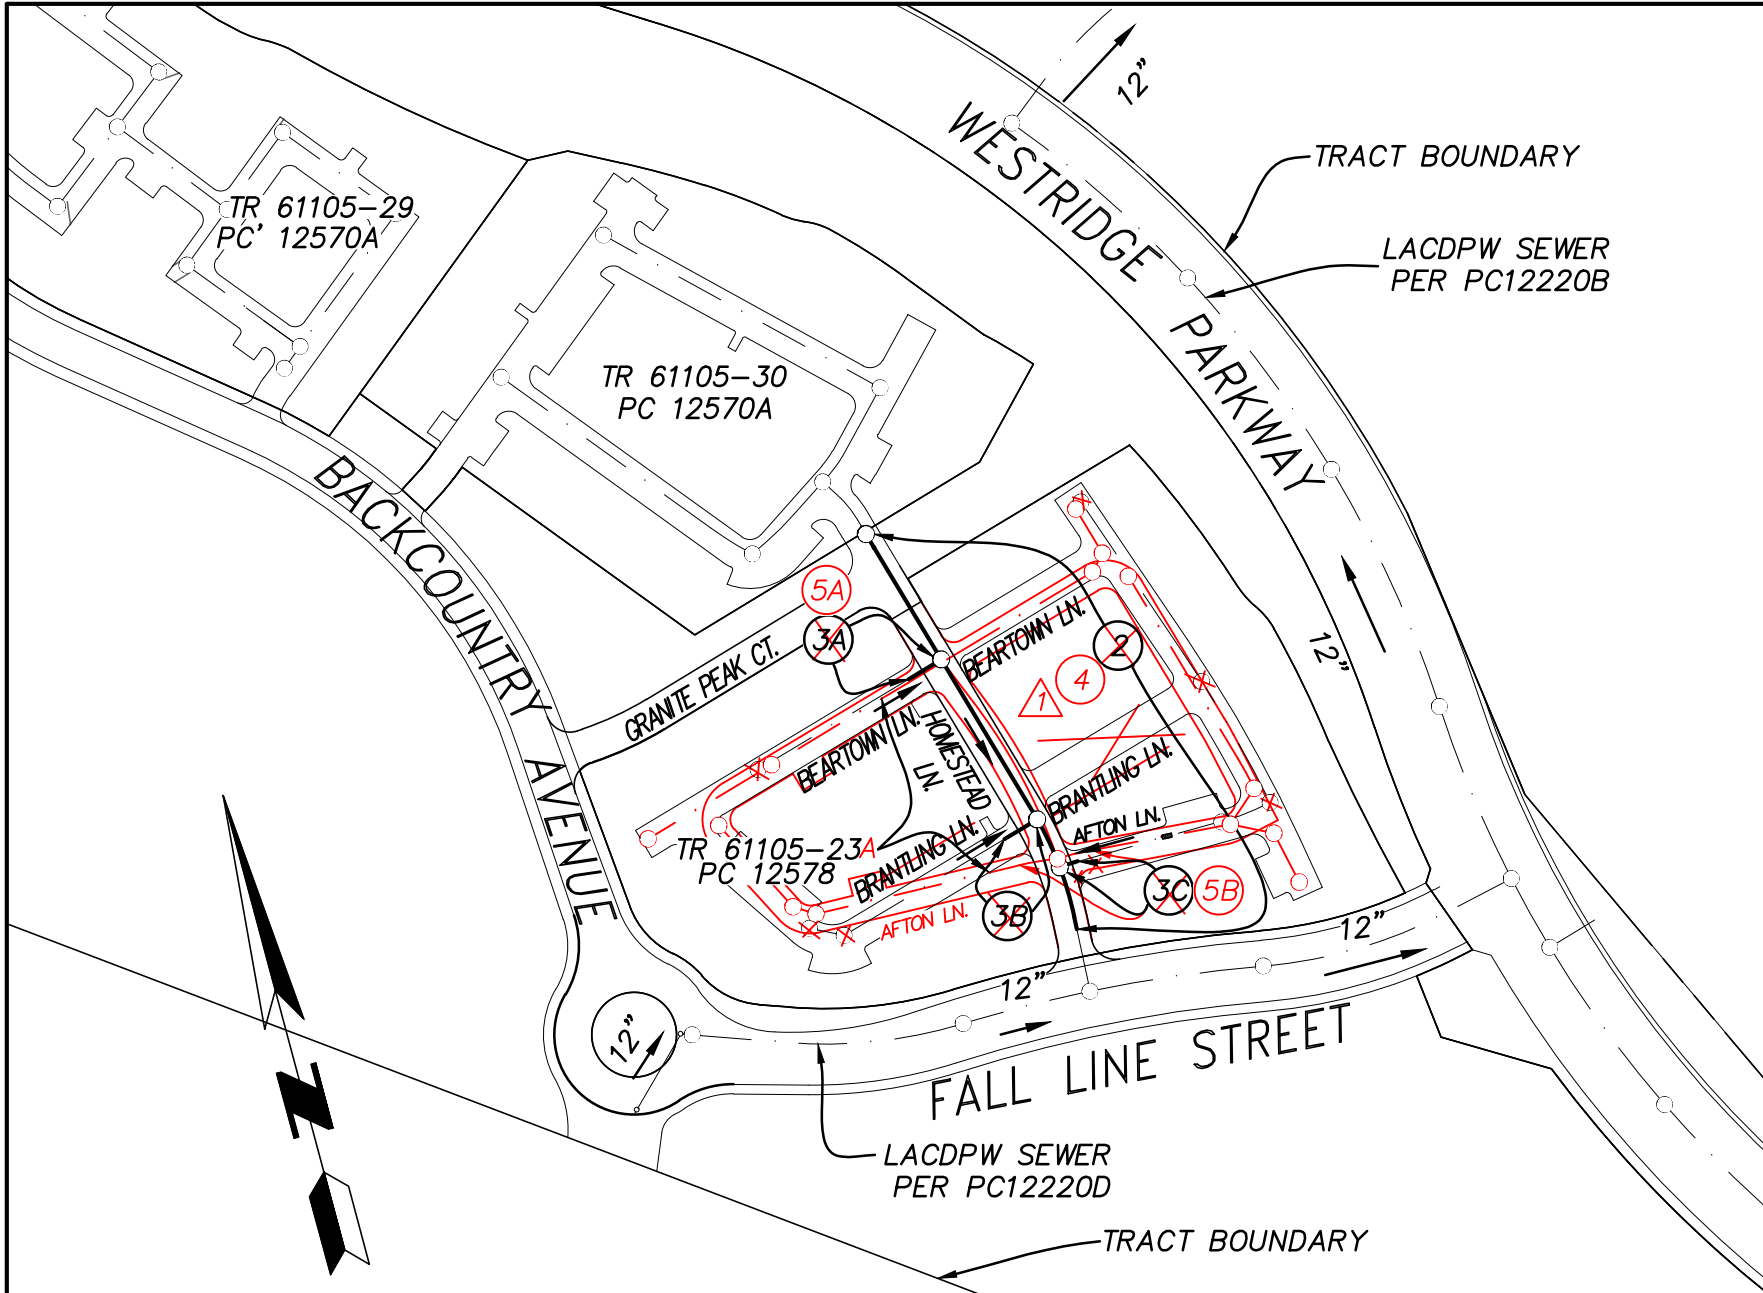 12"
WESTRIDGE PARKWAY
TRACT BOUNDARY
TR 61105-29
PC' 12570A
LACDPW SEWER
PER PC12220B
TR 61105-30
PC 12570A
BACKCOUNTRY AVENUE
5A
3A
2
4
1
12"
GRANITE PEAK CT.
BEARTOWN LN.
BEARTOWN LN.
HOMESTEAD
LN.
BRANTLING LN.
BRANTLING LN.
AFTON LN.
TR 61105-23A
PC 12578
AFTON LN.
3B
3C
5B
12"
12"
12"
FALL LINE STREET
N
LACDPW SEWER
PER PC12220D
TRACT BOUNDARY